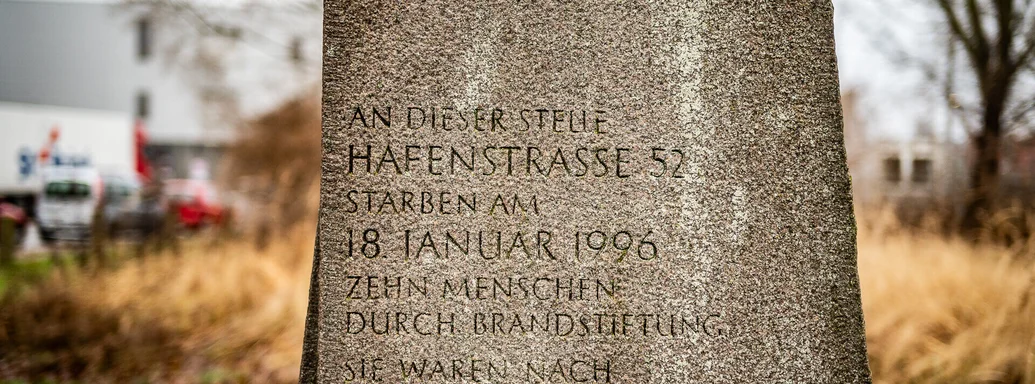 AN DIESER STELLE
HAFENSTRASSE 52
STARBEN AM
18. JANUAR 1996
ZEHN MENSCHEN
DURCH BRANDSTIFTUNG
SIE WAREN NACH